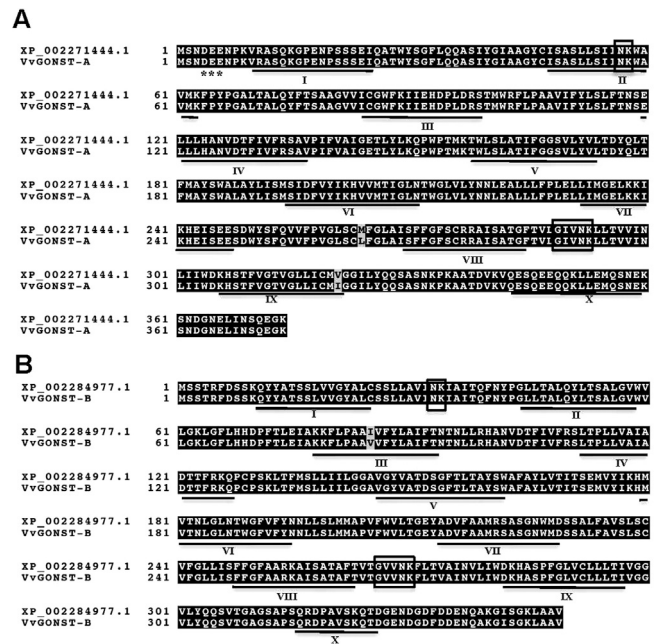 A
XP_002271444.1 1 MSNDEENPKVRASQKGPENPSSSEIQATWYSGFLQQASIYGIAAGYCISASLLSIINKWA
VvGONST-A 1 MSNDEENPKVRASQKGPENPSSSEIQATWYSGFLQQASIYGIAAGYCISASLLSIINKWA
*** I II
XP_002271444.1 61 VMKFPYPGALTALQYFTSAAGVVICGWFKIIEHDPLDRSTMWRFLPAAVIFYLSLFTNSE
VvGONST-A 61 VMKFPYPGALTALQYFTSAAGVVICGWFKIIEHDPLDRSTMWRFLPAAVIFYLSLFTNSE
III
XP_002271444.1 121 LLLHANVDTFIVFRSAVPIFVAIGETLYLKQPWPTMKTWLSLATIFGGSVLYVLTDYQLT
VvGONST-A 121 LLLHANVDTFIVFRSAVPIFVAIGETLYLKQPWPTMKTWLSLATIFGGSVLYVLTDYQLT
IV V
XP_002271444.1 181 FMAYSWALAYLISMSIDFVYIKHVVMTIGLNTWGLVLYNNLEALLLFPLELLIMGELKKI
VvGONST-A 181 FMAYSWALAYLISMSIDFVYIKHVVMTIGLNTWGLVLYNNLEALLLFPLELLIMGELKKI
VI VII
XP_002271444.1 241 KHEISEESDWYSFQVVFPVGLSCMFGLAISFFGFSCRRAISATGFTVLGIVNKLLTVVIN
VvGONST-A 241 KHEISEESDWYSFQVVFPVGLSCLFGLAISFFGFSCRRAISATGFTVLGIVNKLLTVVIN
VIII
XP_002271444.1 301 LIIWDKHSTFVGTVGLLICMVGGILYQQSASNKPKAATDVKVQESQEEQQKLLEMQSNEK
VvGONST-A 301 LIIWDKHSTFVGTVGLLICMIGGILYQQSASNKPKAATDVKVQESQEEQQKLLEMQSNEK
IX X
XP_002271444.1 361 SNDGNELINSQEGK
VvGONST-A 361 SNDGNELINSQEGK
B
XP_002284977.1 1 MSSTRFDSSKQYYATSSLVVGYALCSSLLAVINKIAITQFNYPGLLTALQYLTSALGVWV
VvGONST-B 1 MSSTRFDSSKQYYATSSLVVGYALCSSLLAVINKIAITQFNYPGLLTALQYLTSALGVWV
I II
XP_002284977.1 61 LGKLGFLHHDPFTLEIAKKFLPAAIVFYLAIFTNTNLLRHANVDTFIVFRSLTPLLVAIA
VvGONST-B 61 LGKLGFLHHDPFTLEIAKKFLPAAVVFYLAIFTNTNLLRHANVDTFIVFRSLTPLLVAIA
III IV
XP_002284977.1 121 DTTFRKQPCPSKLTFMSLLIILGGAVGYVATDSGFTLTAYSWAFAYLVTITSEMVYIKHM
VvGONST-B 121 DTTFRKQPCPSKLTFMSLLIILGGAVGYVATDSGFTLTAYSWAFAYLVTITSEMVYIKHM
V
XP_002284977.1 181 VTNLGLNTWGFVFYNNLLSLMMAPVFWVLTGEYADVFAAMRSASGNWMDSSALFAVSLSC
VvGONST-B 181 VTNLGLNTWGFVFYNNLLSLMMAPVFWVLTGEYADVFAAMRSASGNWMDSSALFAVSLSC
VI VII
XP_002284977.1 241 VFGLLISFFGFAARKAISATAFTVTGVVNKFLTVAINVLIWDKHASPFGLVCLLLTIVGG
VvGONST-B 241 VFGLLISFFGFAARKAISATAFTVTGVVNKFLTVAINVLIWDKHASPFGLVCLLLTIVGG
VIII IX
XP_002284977.1 301 VLYQQSVTGAGSAPSQRDPAVSKQTDGENDGDFDDENQAKGISGKLAAV
VvGONST-B 301 VLYQQSVTGAGSAPSQRDPAVSKQTDGENDGDFDDENQAKGISGKLAAV
X